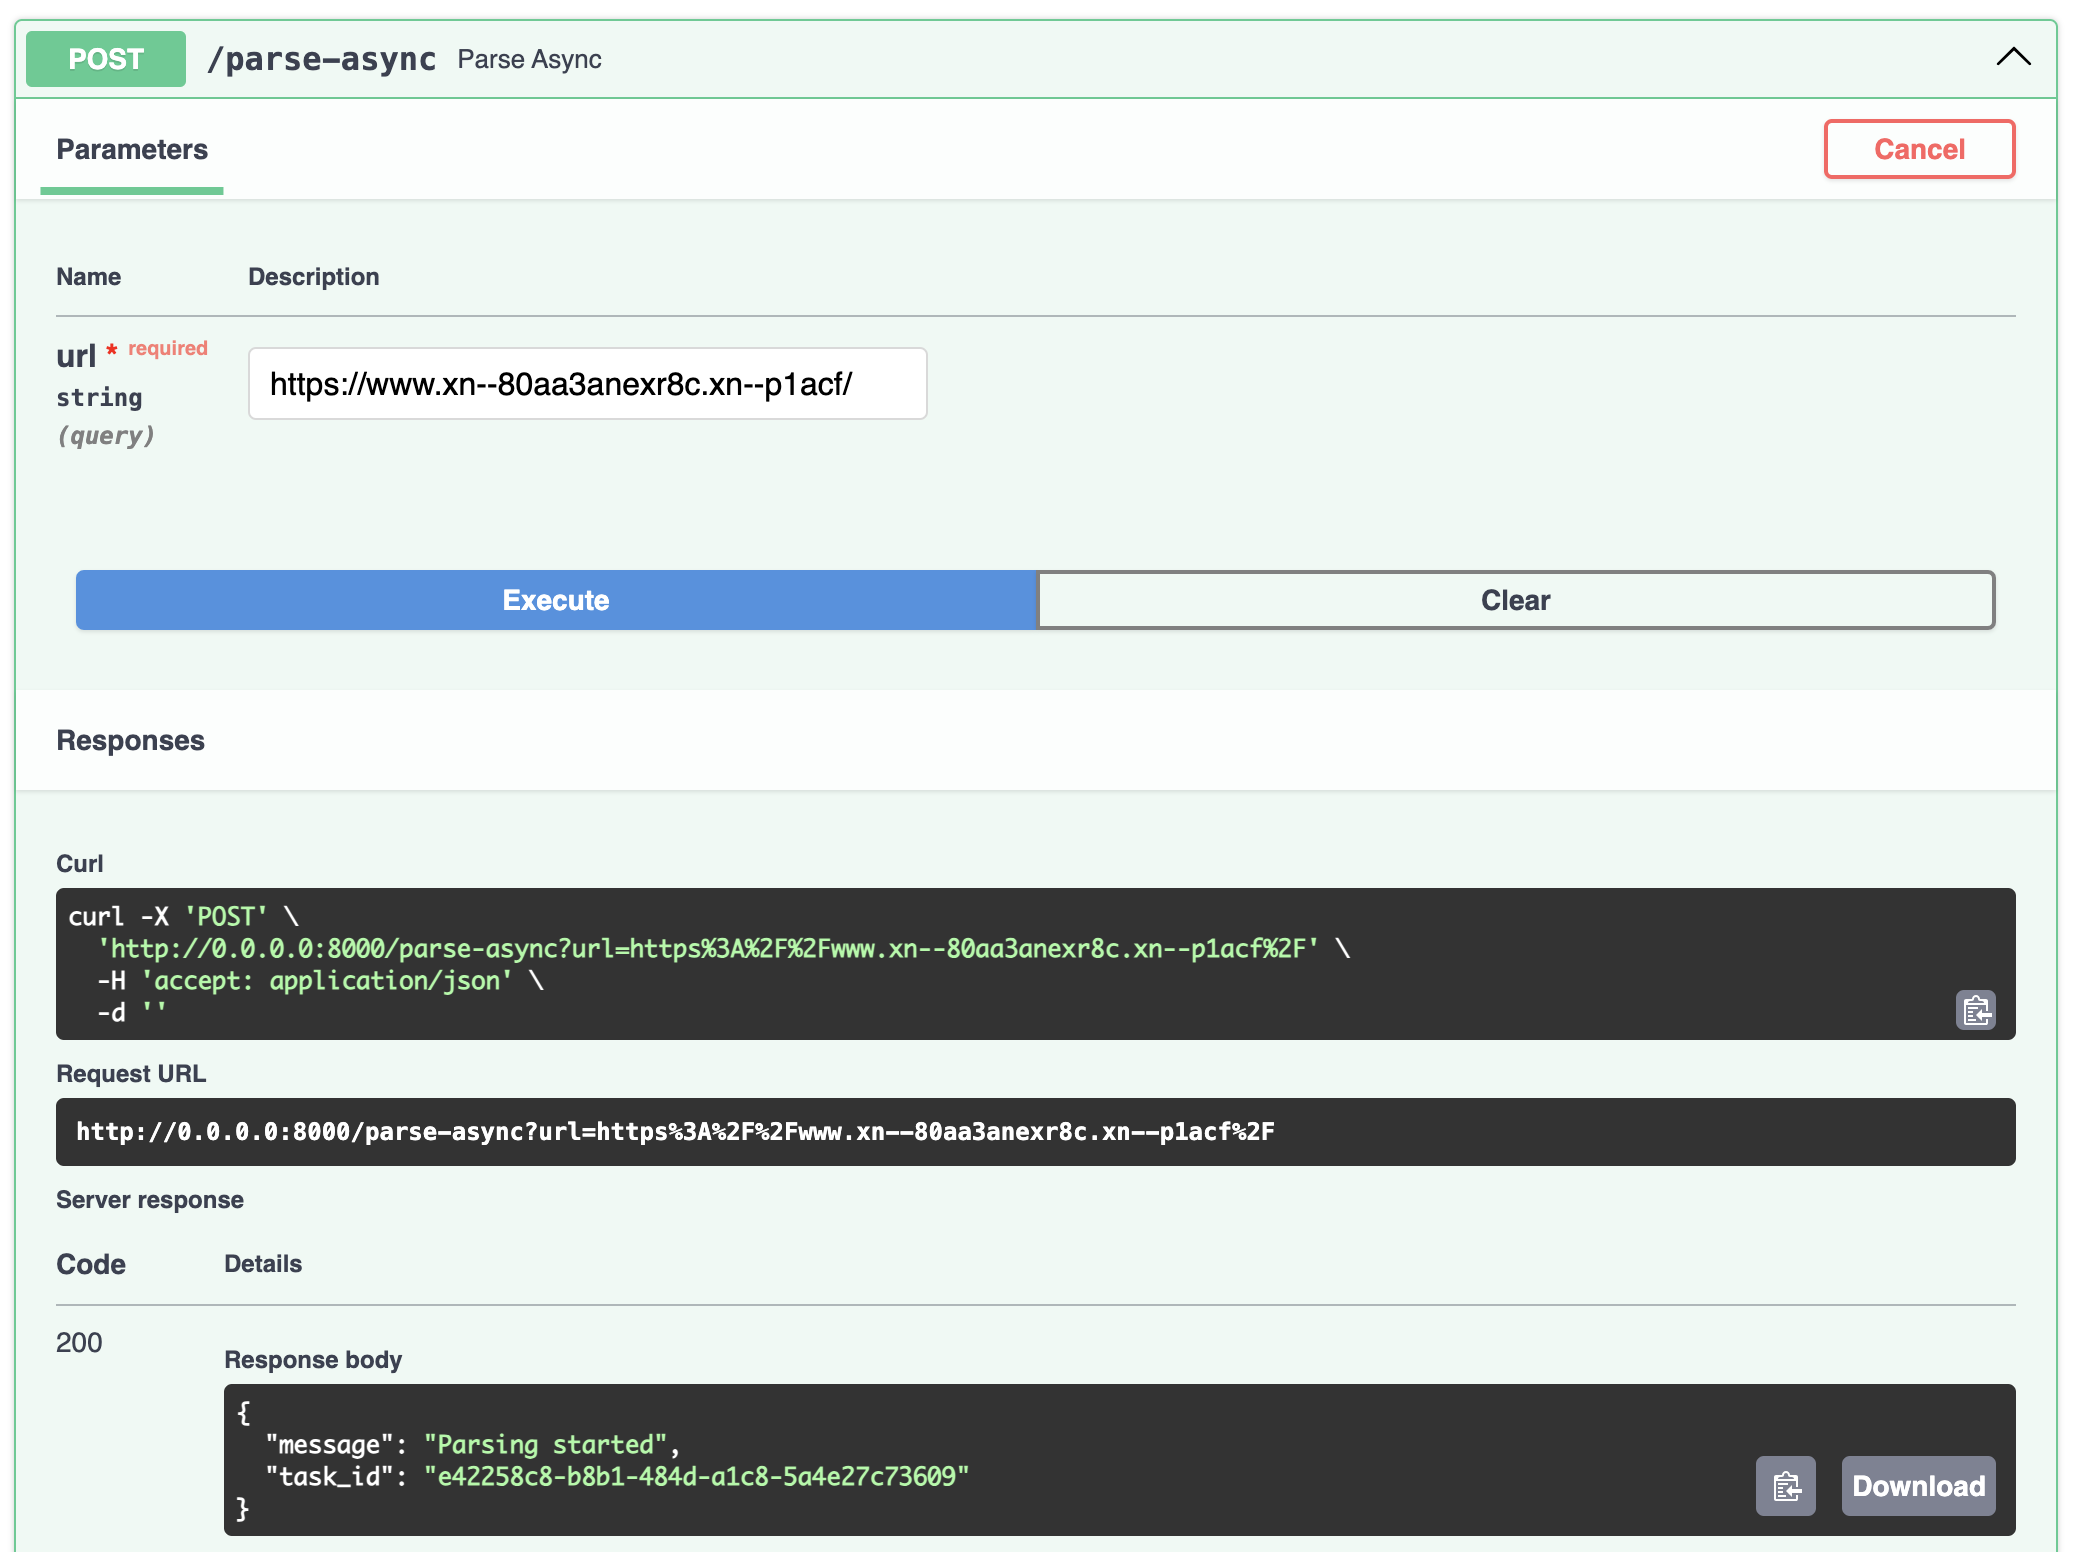 POST /parse-async Parse Async
Parameters
Cancel
Name Description
url * required
string
(query)
https://www.xn--80aa3anexr8c.xn--p1acf/
Execute
Clear
Responses
Curl
curl -X 'POST' \
  'http://0.0.0.0:8000/parse-async?url=https%3A%2F%2Fwww.xn--80aa3anexr8c.xn--p1acf%2F' \
  -H 'accept: application/json' \
  -d ''
Request URL
http://0.0.0.0:8000/parse-async?url=https%3A%2F%2Fwww.xn--80aa3anexr8c.xn--p1acf%2F
Server response
Code Details
200
Response body
{
  "message": "Parsing started",
  "task_id": "e42258c8-b8b1-484d-a1c8-5a4e27c73609"
}
Download